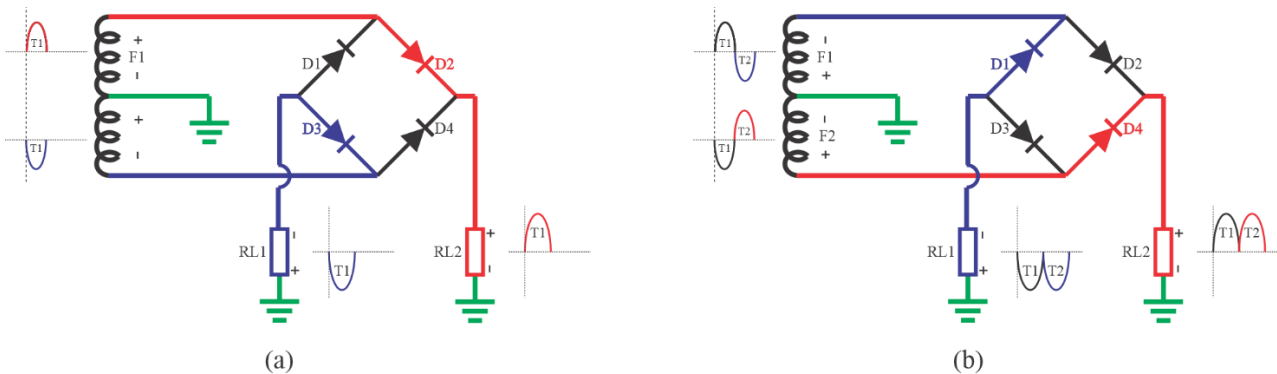 T1
+
F1
-
+
-
T1
D1
D2
D3
D4
RL1
-
+
T1
RL2
+
-
T1
(a)
T1
T2
-
F1
+
-
F2
+
T1
T2
D1
D2
D3
D4
RL1
-
+
T1 T2
RL2
+
-
T1 T2
(b)